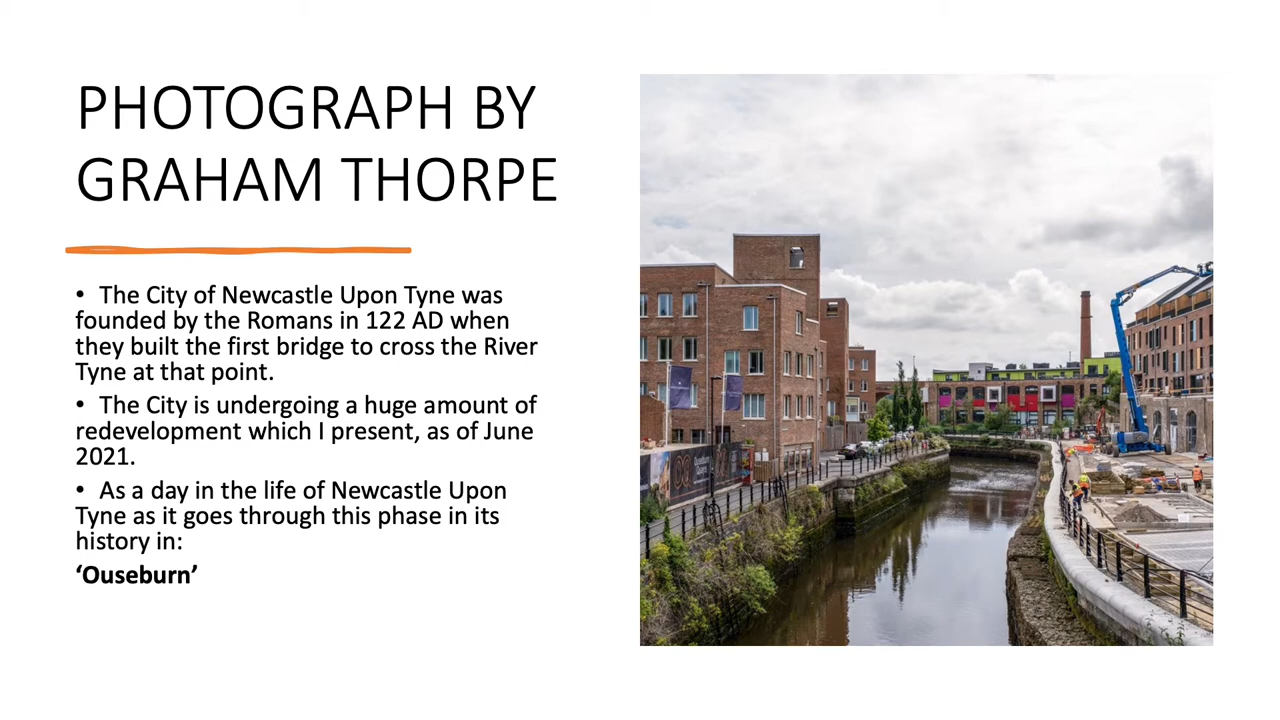 PHOTOGRAPH BY
GRAHAM THORPE
• The City of Newcastle Upon Tyne was
founded by the Romans in 122 AD when
they built the first bridge to cross the River
Tyne at that point.
• The City is undergoing a huge amount of
redevelopment which I present, as of June
2021.
• As a day in the life of Newcastle Upon
Tyne as it goes through this phase in its
history in:
‘Ouseburn’